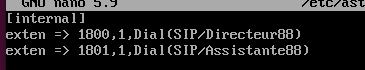 GNU nano 5.9 /etc/ast
[internal]
exten => 1800,1,Dial(SIP/Directeur88)
exten => 1801,1,Dial(SIP/Assistante88)